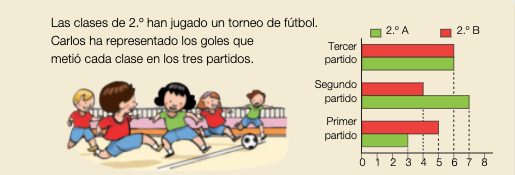 Las clases de 2.º han jugado un torneo de fútbol.
Carlos ha representado los goles que
metió cada clase en los tres partidos.
2.º A
2.º B
Tercer
partido
Segundo
partido
Primer
partido
0 1 2 3 4 5 6 7 8